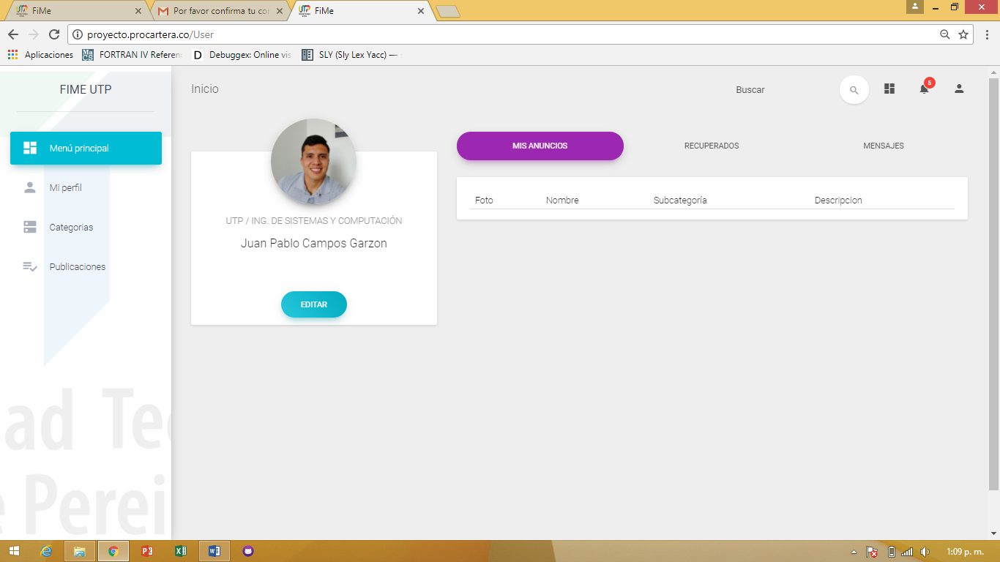 FiMe
Por favor confirma tu co
FiMe
proyecto.procartera.co/User
Aplicaciones
FORTRAN IV Referen
Debuggex: Online vis
SLY (Sly Lex Yacc) —
FIME UTP
Menú principal
Mi perfil
Categorias
Publicaciones
ad Tec
e Perei
Inicio
Buscar
5
UTP / ING. DE SISTEMAS Y COMPUTACIÓN
Juan Pablo Campos Garzon
EDITAR
MIS ANUNCIOS RECUPERADOS MENSAJES
Foto Nombre Subcategoría Descripcion
1:09 p. m.